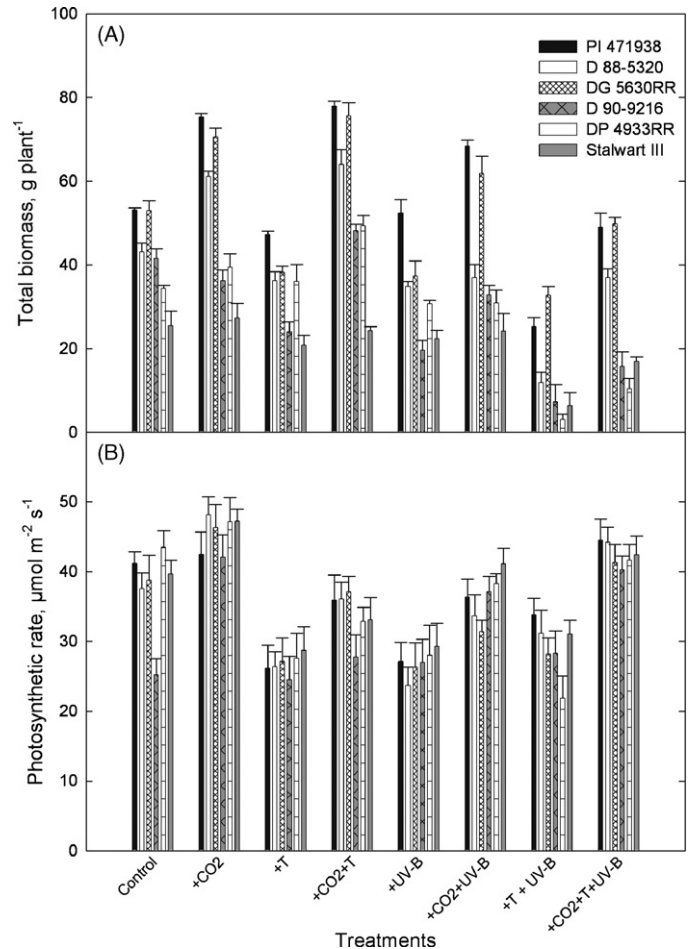 (A)
PI 471938
D 88-5320
DG 5630RR
D 90-9216
DP 4933RR
Stalwart III
Total biomass, g plant-1
100
80
60
40
20
0
(B)
Photosynthetic rate, μmol m-2 s-1
50
40
30
20
10
0
Control
+CO2
+T
+CO2+T
+UV-B
+CO2+UV-B
+T + UV-B
+CO2+T+UV-B
Treatments